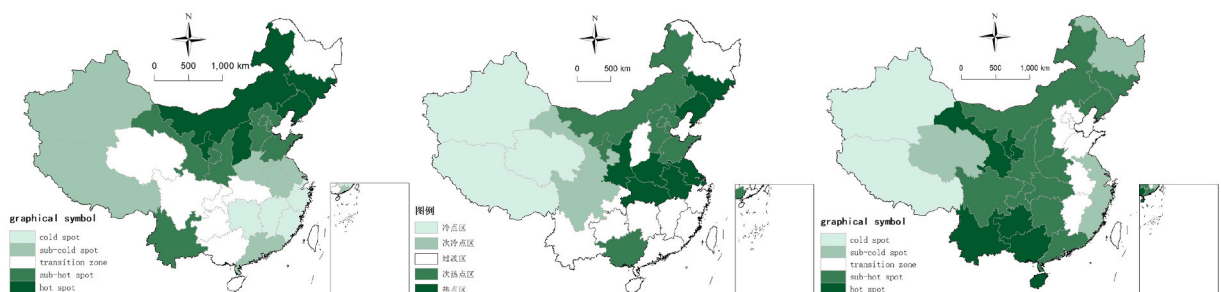 N
0 500 1,000 km
graphical symbol
cold spot
sub-cold spot
transition zone
sub-hot spot
hot spot
N
0 500 km
图例
冷点区
次冷点区
过渡区
次热点区
热点区
N
0 500 1,000 km
graphical symbol
cold spot
sub-cold spot
transition zone
sub-hot spot
hot spot